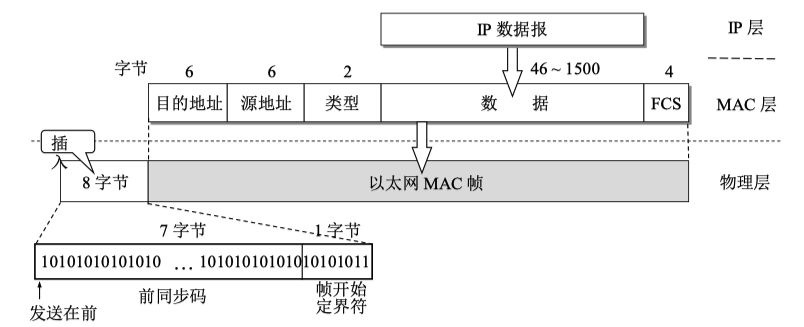 IP 数据报
IP 层
字节
6
6
2
46 ~ 1500
4
目的地址
源地址
类型
数 据
FCS
MAC 层
插入
8 字节
以太网 MAC 帧
物理层
7 字节
1 字节
10101010101010 … 10101010101010101011
前同步码
帧开始
定界符
发送在前